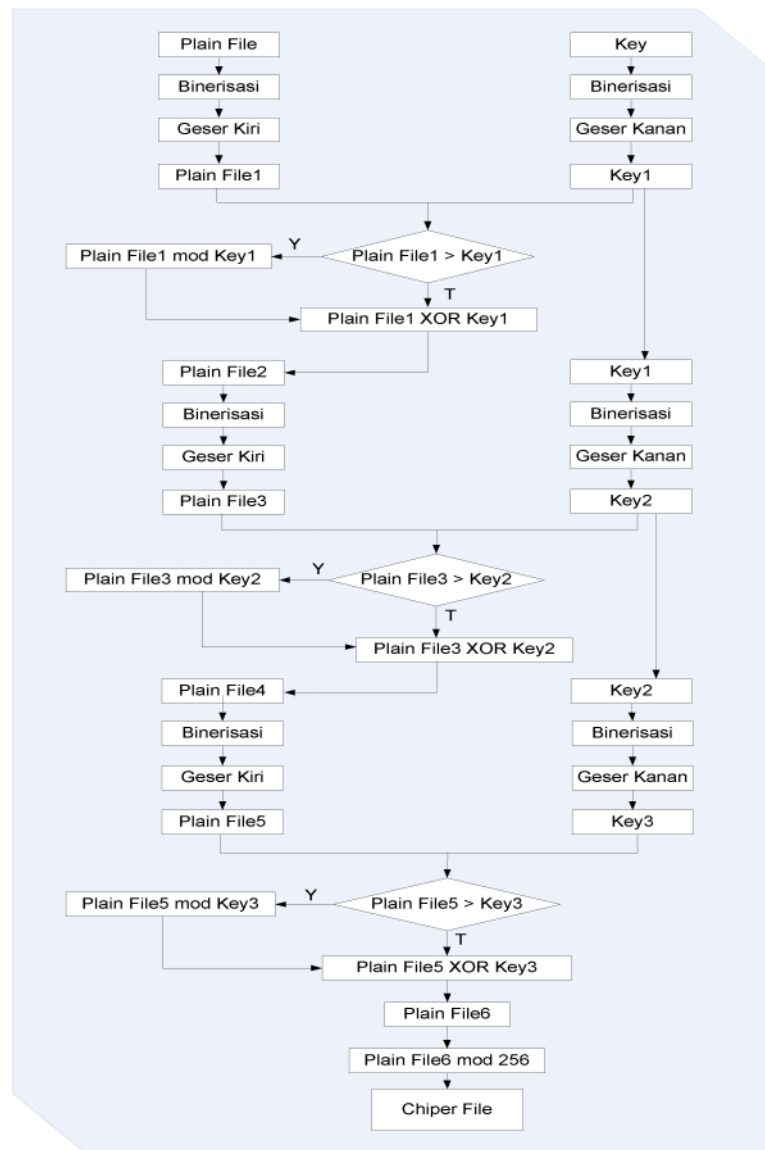 Plain File
Key
Binerisasi
Binerisasi
Geser Kiri
Geser Kanan
Plain File1
Key1
Plain File1 mod Key1
Y
Plain File1 > Key1
T
Plain File1 XOR Key1
Plain File2
Key1
Binerisasi
Binerisasi
Geser Kiri
Geser Kanan
Plain File3
Key2
Plain File3 mod Key2
Y
Plain File3 > Key2
T
Plain File3 XOR Key2
Plain File4
Key2
Binerisasi
Binerisasi
Geser Kiri
Geser Kanan
Plain File5
Key3
Plain File5 mod Key3
Y
Plain File5 > Key3
T
Plain File5 XOR Key3
Plain File6
Plain File6 mod 256
Chiper File